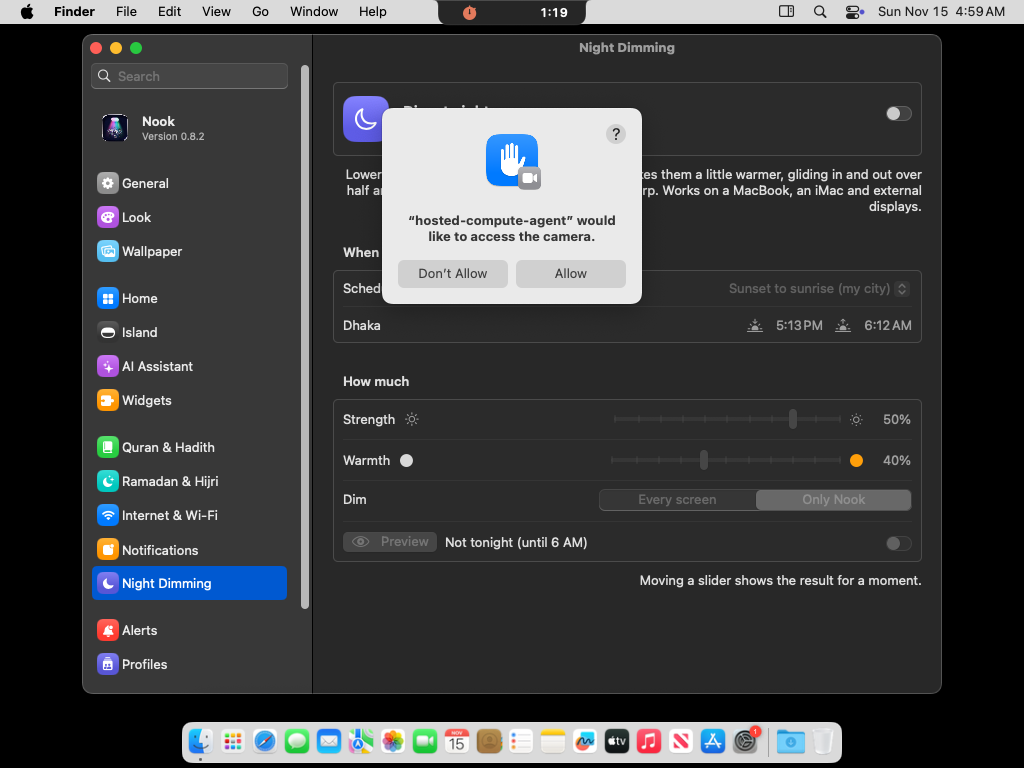 Finder File Edit View Go Window Help 1:19 Sun Nov 15 4:59 AM
Night Dimming
Search
Nook
Version 0.8.2
General
Look
Wallpaper
Home
Island
AI Assistant
Widgets
Quran & Hadith
Ramadan & Hijri
Internet & Wi-Fi
Notifications
Night Dimming
Alerts
Profiles
?
“hosted-compute-agent” would
like to access the camera.
Don’t Allow Allow
Lower
them a little warmer, gliding in and out over
half
Works on a MacBook, an iMac and external
displays.
When
Sunset to sunrise (my city)
Dhaka 5:13 PM 6:12 AM
How much
Strength 50%
Warmth 40%
Dim Every screen Only Nook
Preview Not tonight (until 6 AM)
Moving a slider shows the result for a moment.
NOV
15
tv
1